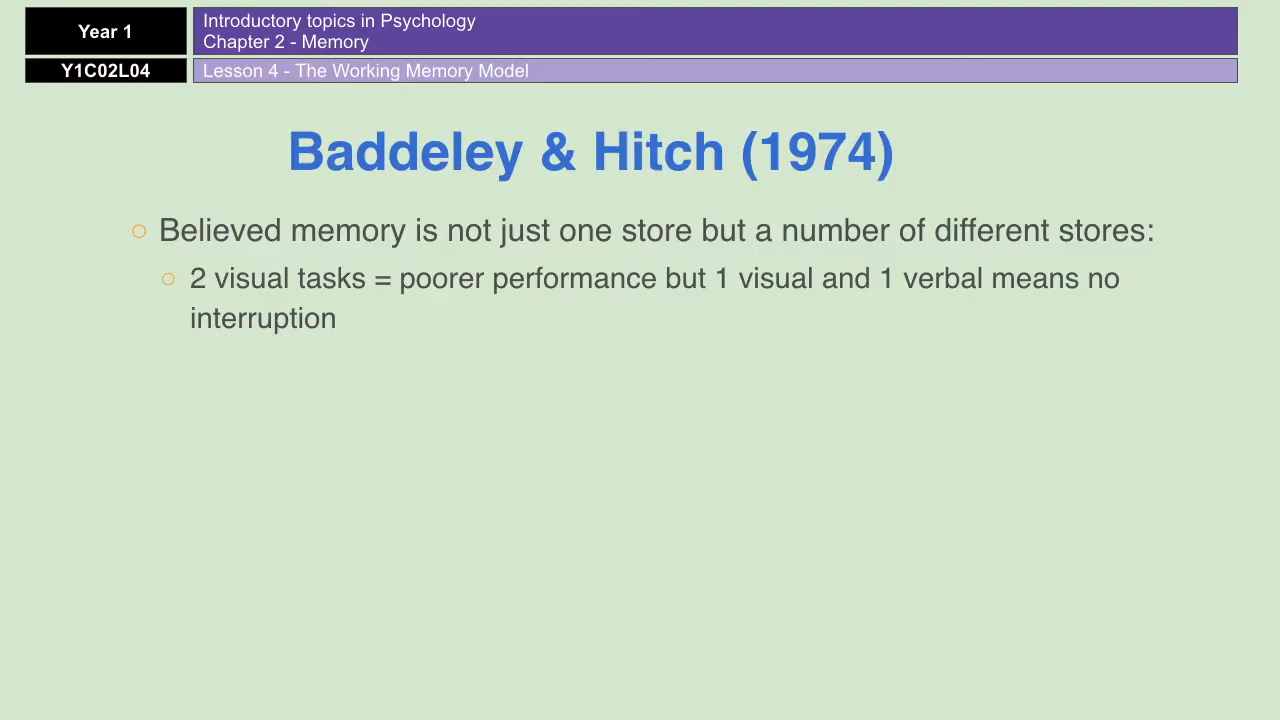 Year 1
Introductory topics in Psychology
Chapter 2 - Memory
Y1C02L04
Lesson 4 - The Working Memory Model
Baddeley & Hitch (1974)
○ Believed memory is not just one store but a number of different stores:
○ 2 visual tasks = poorer performance but 1 visual and 1 verbal means no
interruption